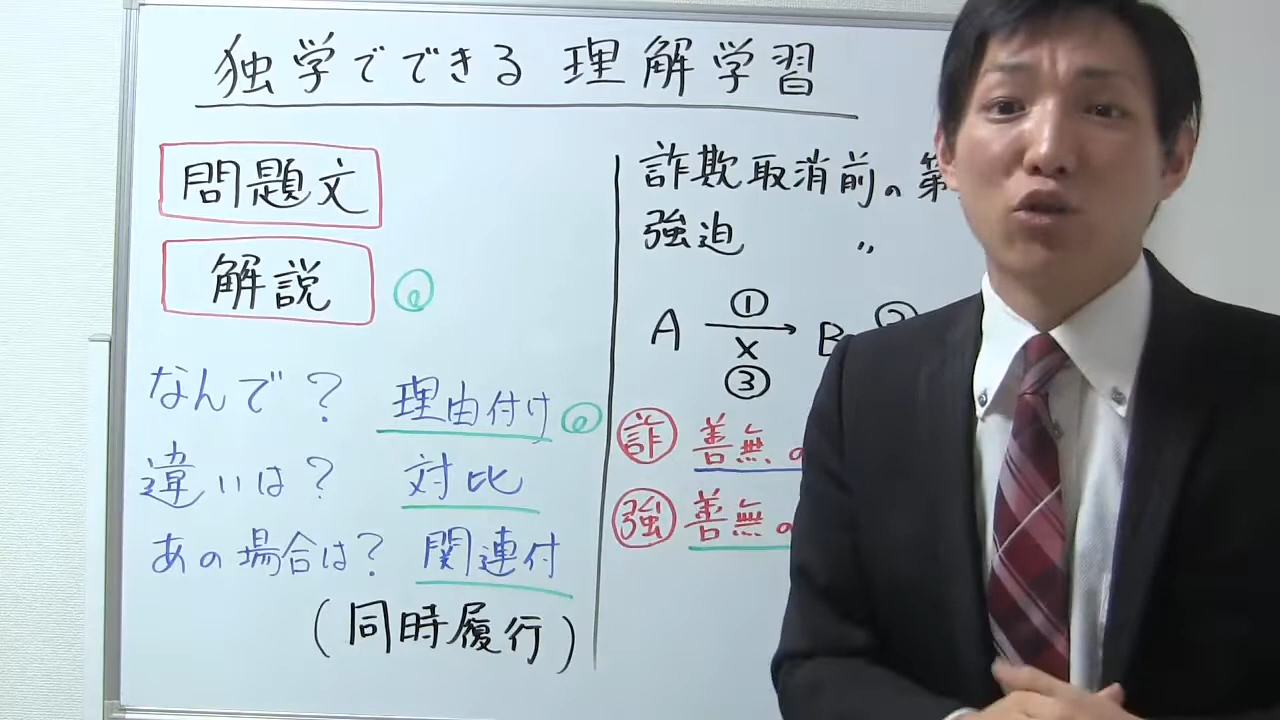 独学でできる 理解学習
問題文
解説
なんで? 理由付け
違いは? 対比
あの場合は? 関連付
(同時履行)
詐欺取消前の第
強迫 〃
①
A → B ②
×
③
詐 善無の
強 善無の